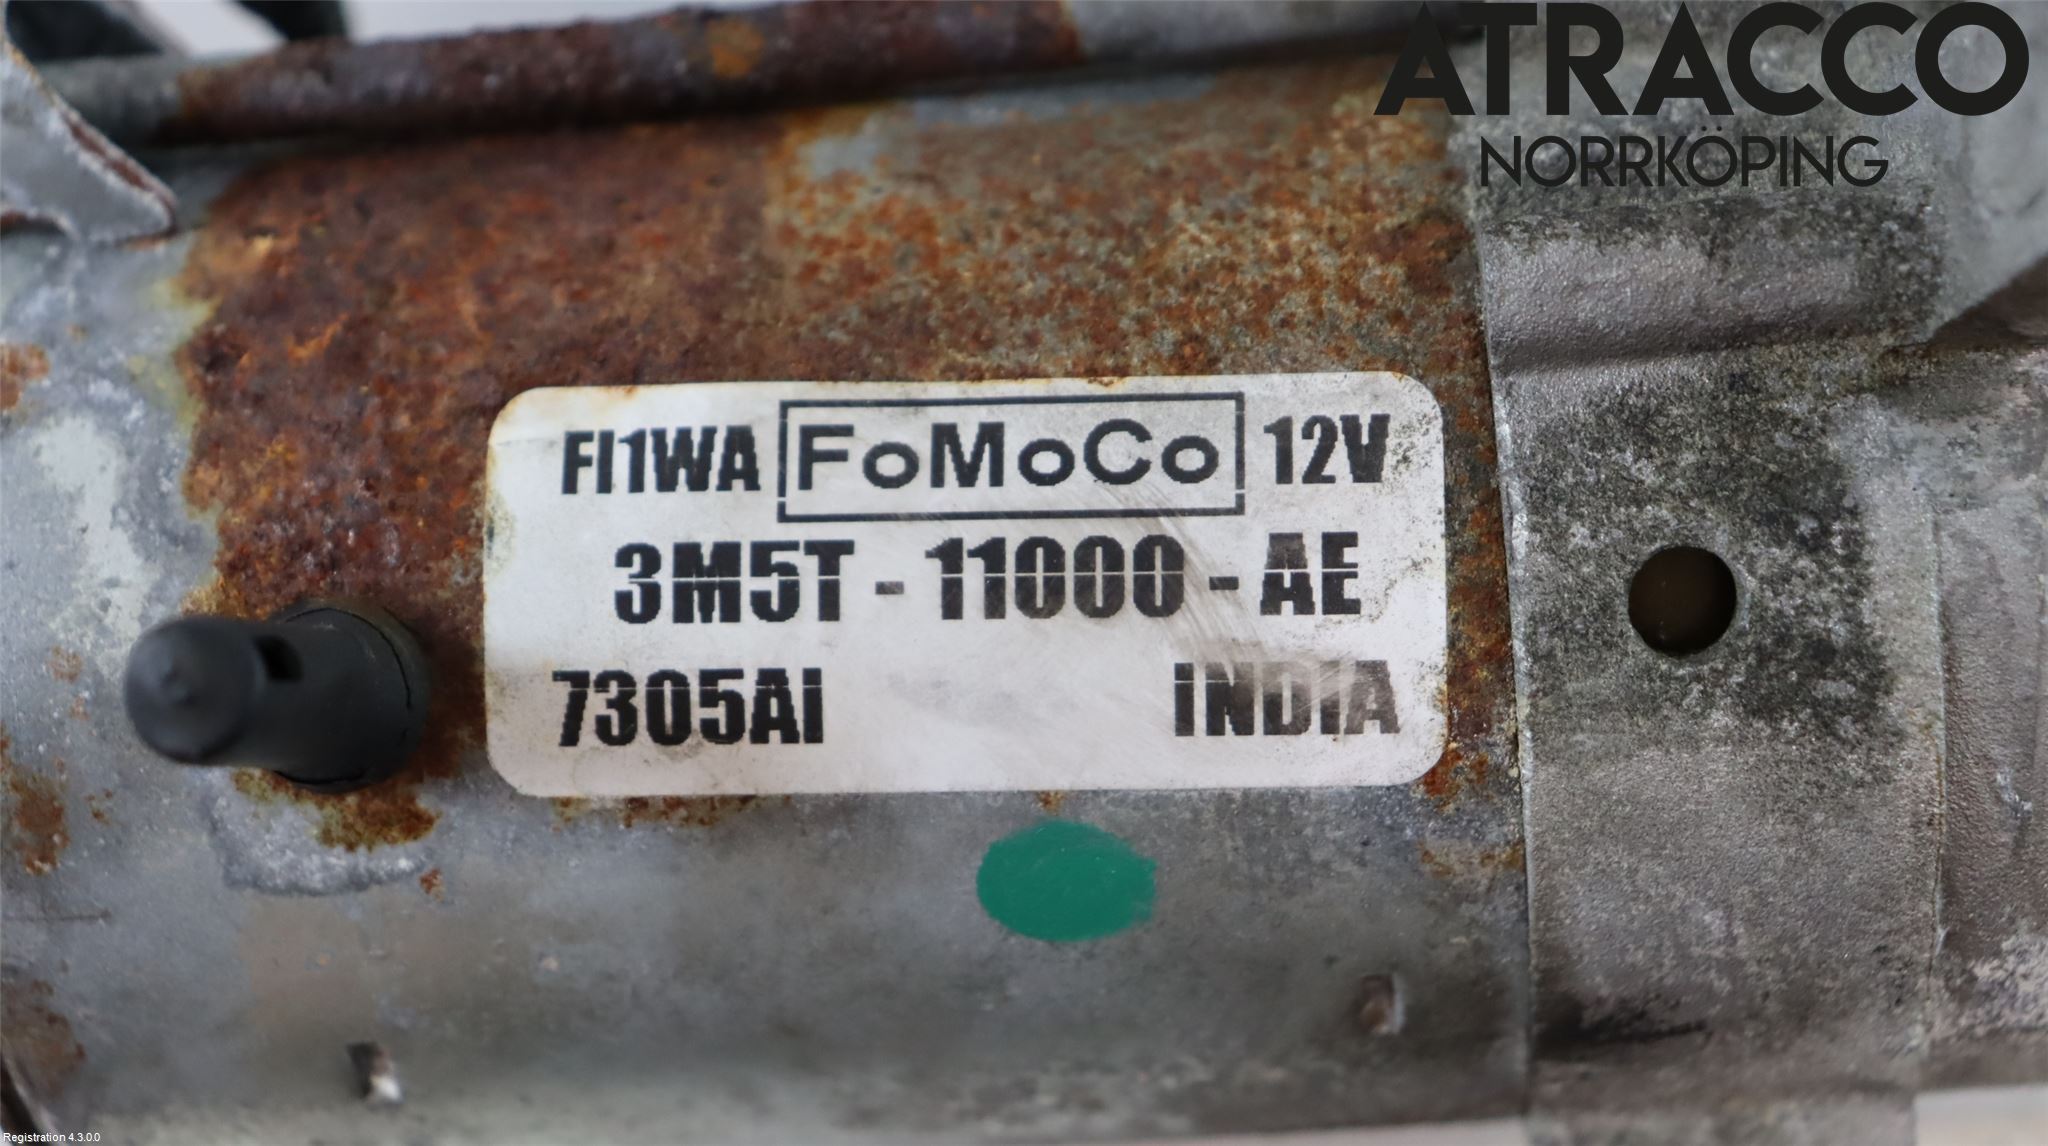 ATRACCO
NORRKÖPING
FI1WA FoMoCo 12V
3M5T - 11000 - AE
7305AI INDIA
Registration 4.3.0.0